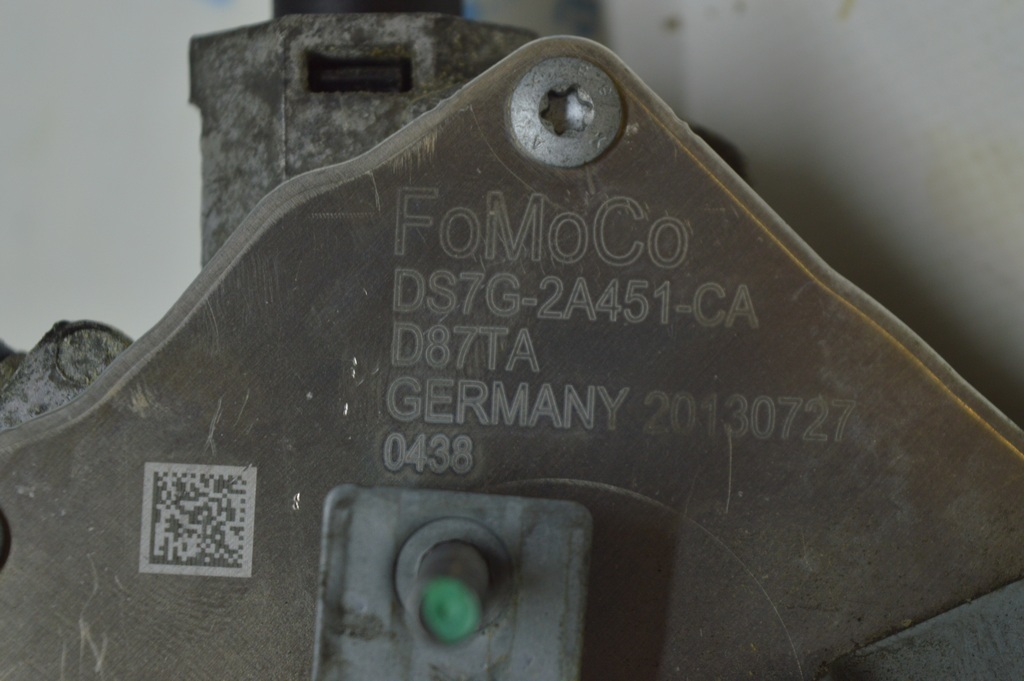 FoMoCo
DS7G-2A451-CA
D87TA
GERMANY 20130727
0438